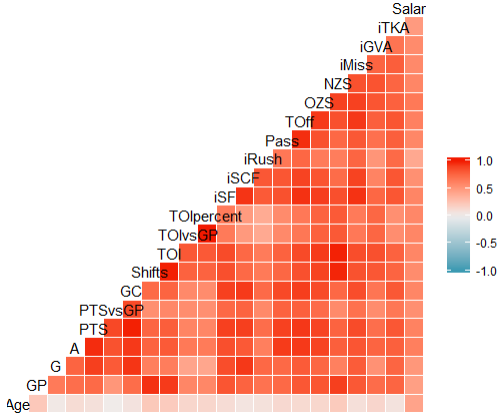 Salar
iTKA
iGVA
iMiss
NZS
OZS
TOff
Pass
iRush
iSCF
iSF
TOIpercent
TOIvsGP
TOI
Shifts
GC
PTSvsGP
PTS
A
G
GP
Age
1.0
0.5
0.0
-0.5
-1.0